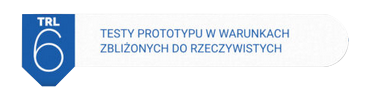 TRL
6
TESTY PROTOTYPU W WARUNKACH
ZBLIŻONYCH DO RZECZYWISTYCH